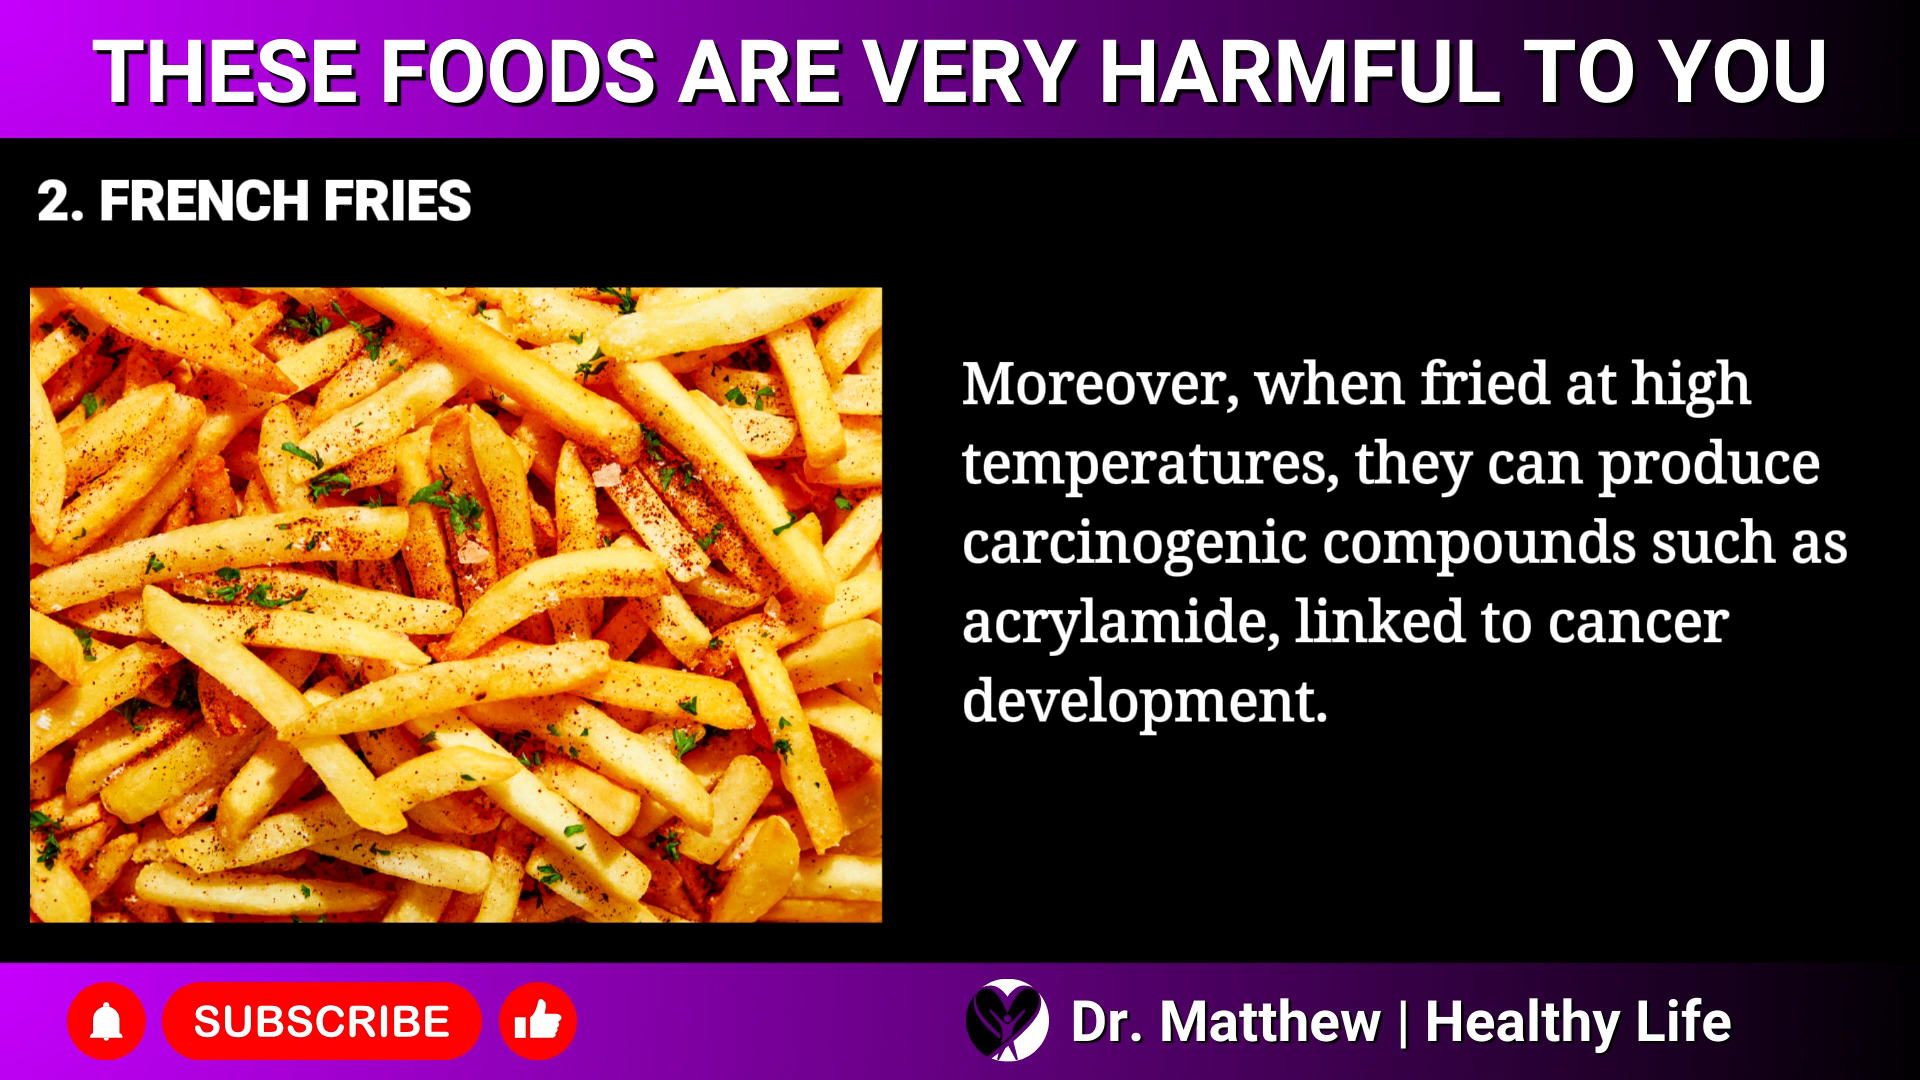 THESE FOODS ARE VERY HARMFUL TO YOU
2. FRENCH FRIES
Moreover, when fried at high
temperatures, they can produce
carcinogenic compounds such as
acrylamide, linked to cancer
development.
SUBSCRIBE
Dr. Matthew | Healthy Life